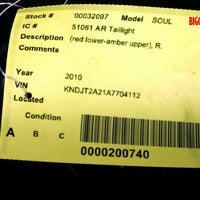 Stock # 00032097 Model SOUL
IC # 51061 AR Taillight
Description (red lower-amber upper), R.
Comments
Year 2010
VIN KNDJT2A21A7704112
Located
Condition
A B C
0000200740